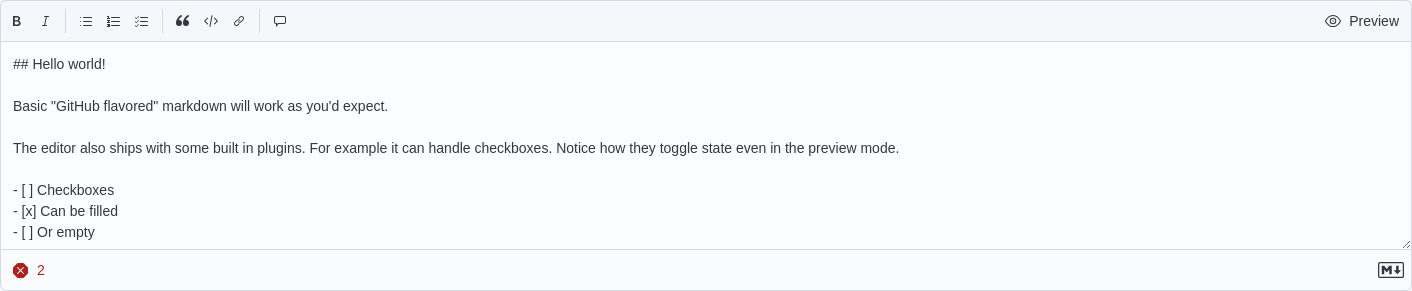 B I Preview
## Hello world!
Basic "GitHub flavored" markdown will work as you'd expect.
The editor also ships with some built in plugins. For example it can handle checkboxes. Notice how they toggle state even in the preview mode.
- [ ] Checkboxes
- [x] Can be filled
- [ ] Or empty
2 M